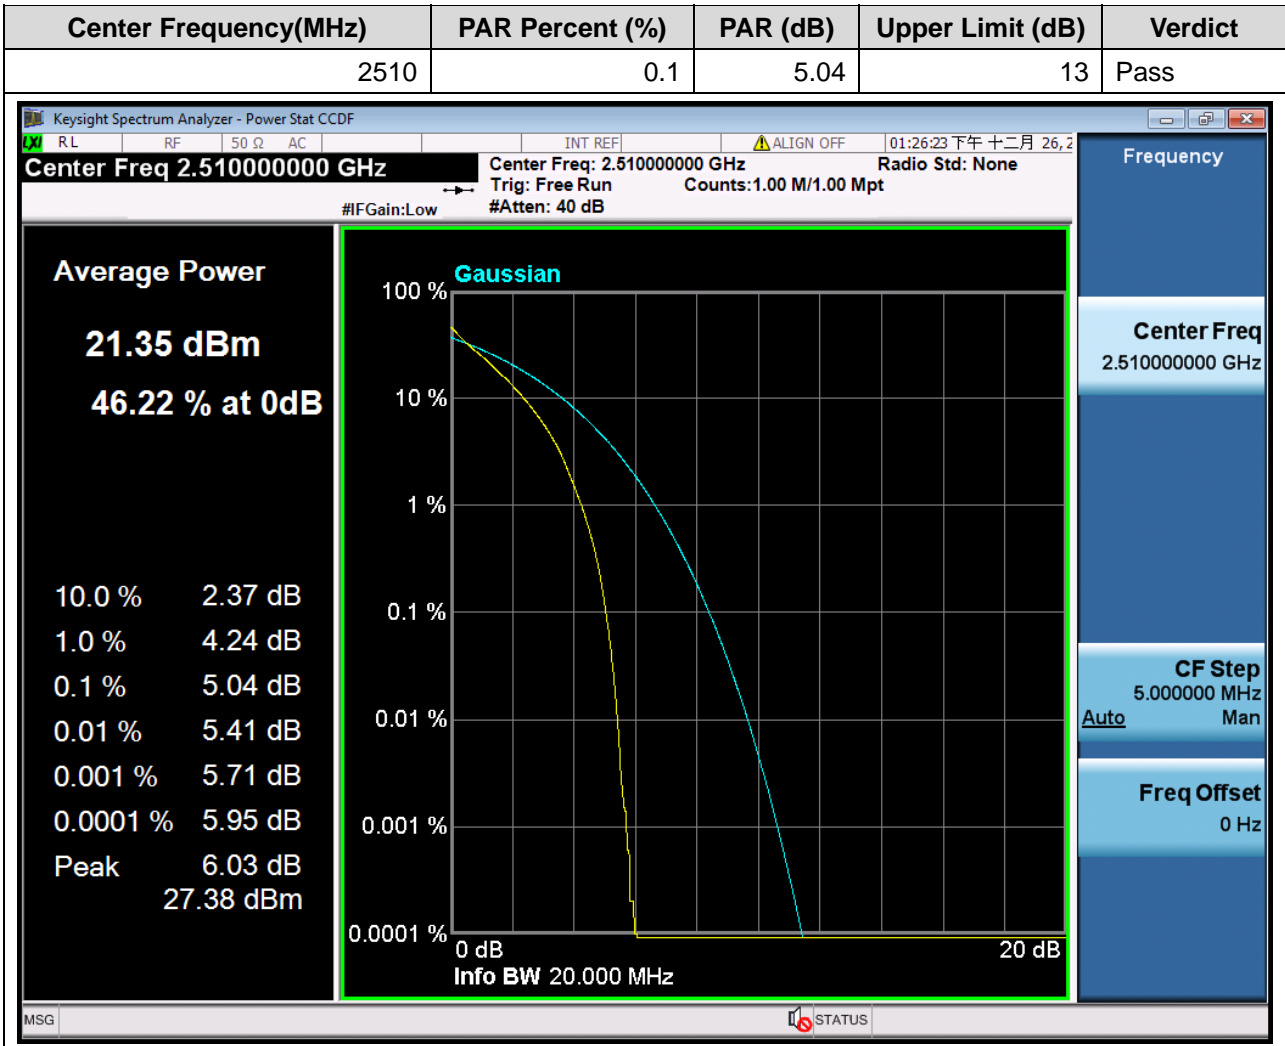 Center Frequency(MHz) PAR Percent (%) PAR (dB) Upper Limit (dB) Verdict
2510 0.1 5.04 13 Pass
Keysight Spectrum Analyzer - Power Stat CCDF
LXI RL RF 50 Ω AC INT REF ALIGN OFF 01:26:23 下午 十二月 26, 2
Center Freq 2.510000000 GHz
#IFGain:Low
Center Freq: 2.510000000 GHz Radio Std: None
Trig: Free Run Counts:1.00 M/1.00 Mpt
#Atten: 40 dB
Average Power
21.35 dBm
46.22 % at 0dB
10.0 % 2.37 dB
1.0 % 4.24 dB
0.1 % 5.04 dB
0.01 % 5.41 dB
0.001 % 5.71 dB
0.0001 % 5.95 dB
Peak 6.03 dB
27.38 dBm
Gaussian
100 %
10 %
1 %
0.1 %
0.01 %
0.001 %
0.0001 %
0 dB 20 dB
Info BW 20.000 MHz
Frequency
Center Freq
2.510000000 GHz
CF Step
5.000000 MHz
Auto Man
Freq Offset
0 Hz
MSG STATUS